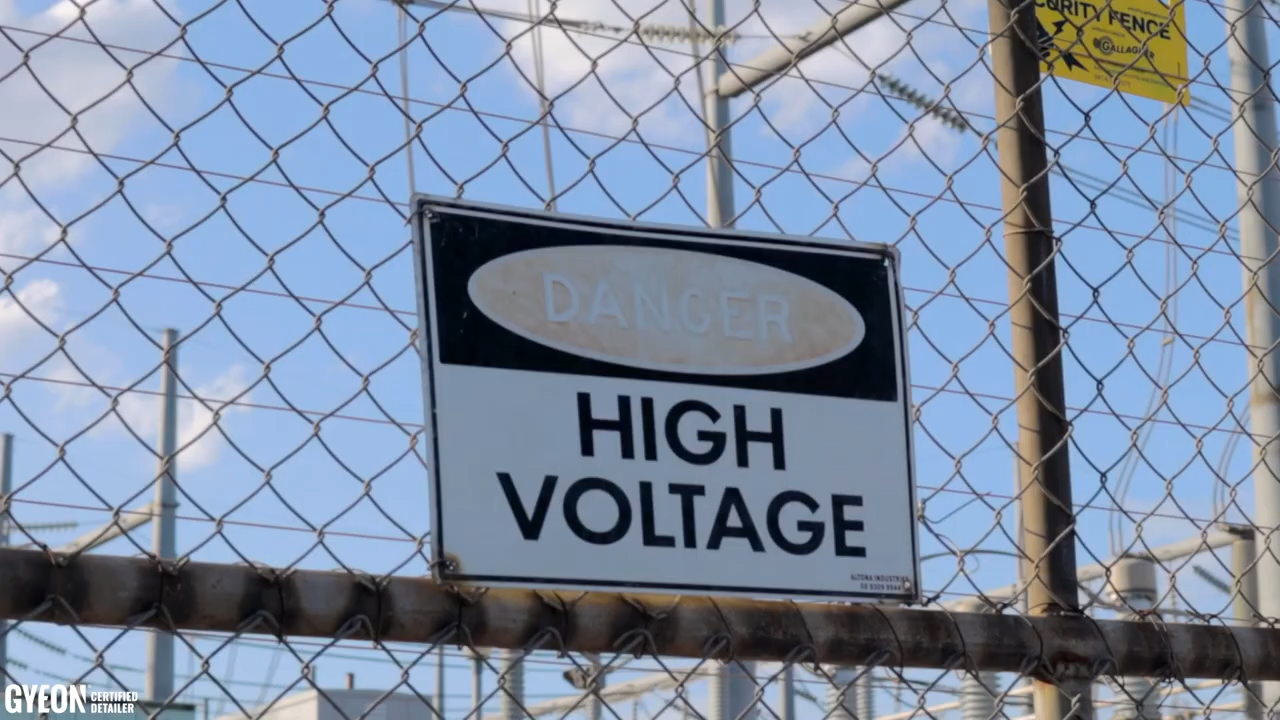 CURITY FENCE
GALLAGHER
DANGER
HIGH
VOLTAGE
GYEON CERTIFIED
DETAILER